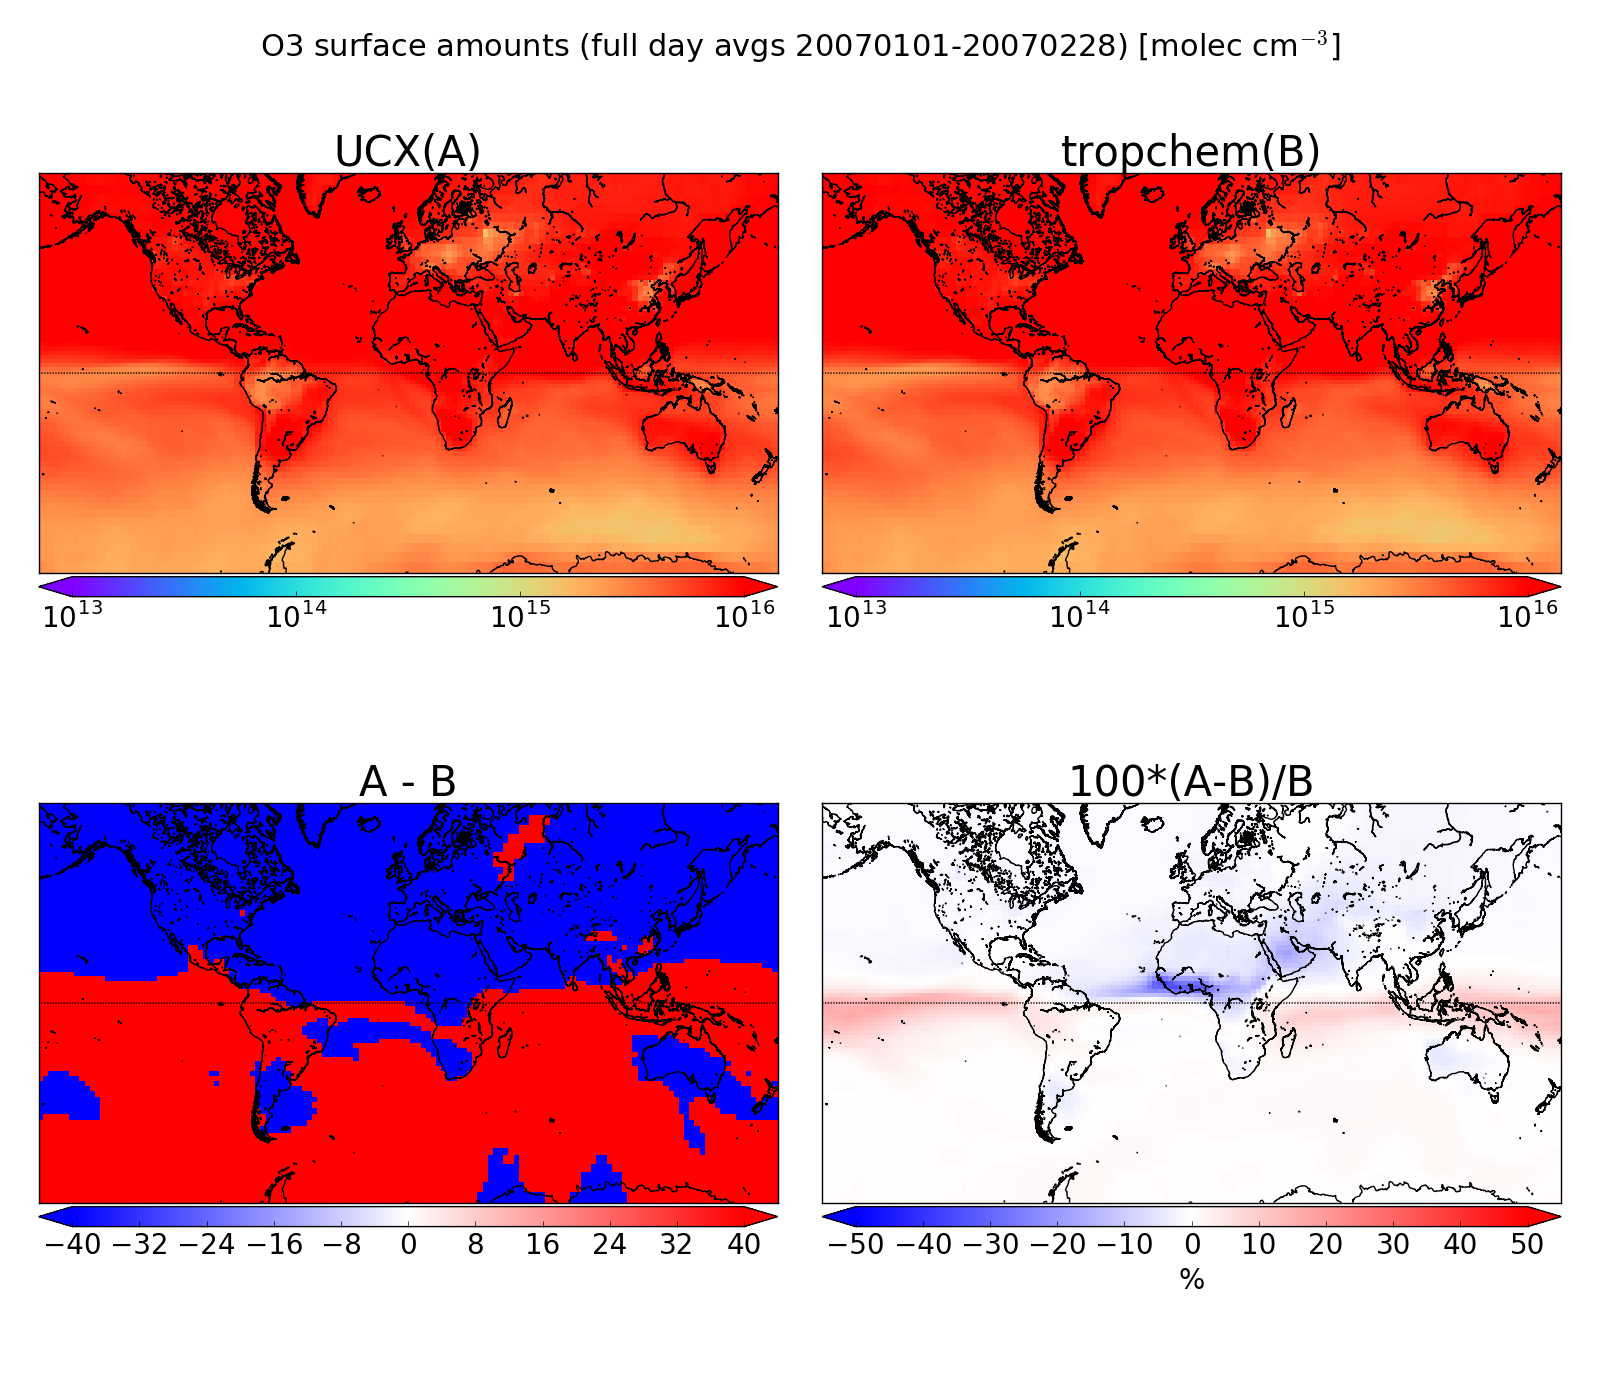 O3 surface amounts (full day avgs 20070101-20070228) [molec cm⁻³]
UCX(A) tropchem(B)
10¹³ 10¹⁴ 10¹⁵ 10¹⁶ 10¹³ 10¹⁴ 10¹⁵ 10¹⁶
A - B 100*(A-B)/B
−40 −32 −24 −16 −8 0 8 16 24 32 40 −50 −40 −30 −20 −10 0 10 20 30 40 50
%